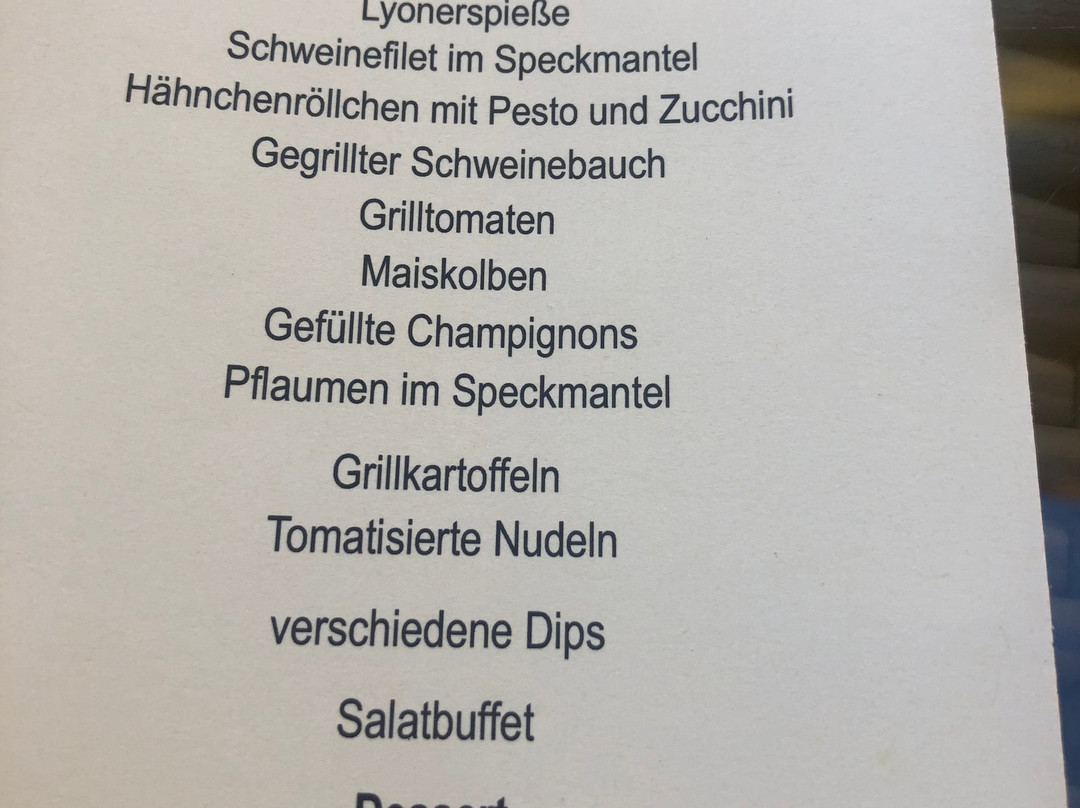 Lyonerspieße
Schweinefilet im Speckmantel
Hähnchenröllchen mit Pesto und Zucchini
Gegrillter Schweinebauch
Grilltomaten
Maiskolben
Gefüllte Champignons
Pflaumen im Speckmantel
Grillkartoffeln
Tomatisierte Nudeln
verschiedene Dips
Salatbuffet
Dessert